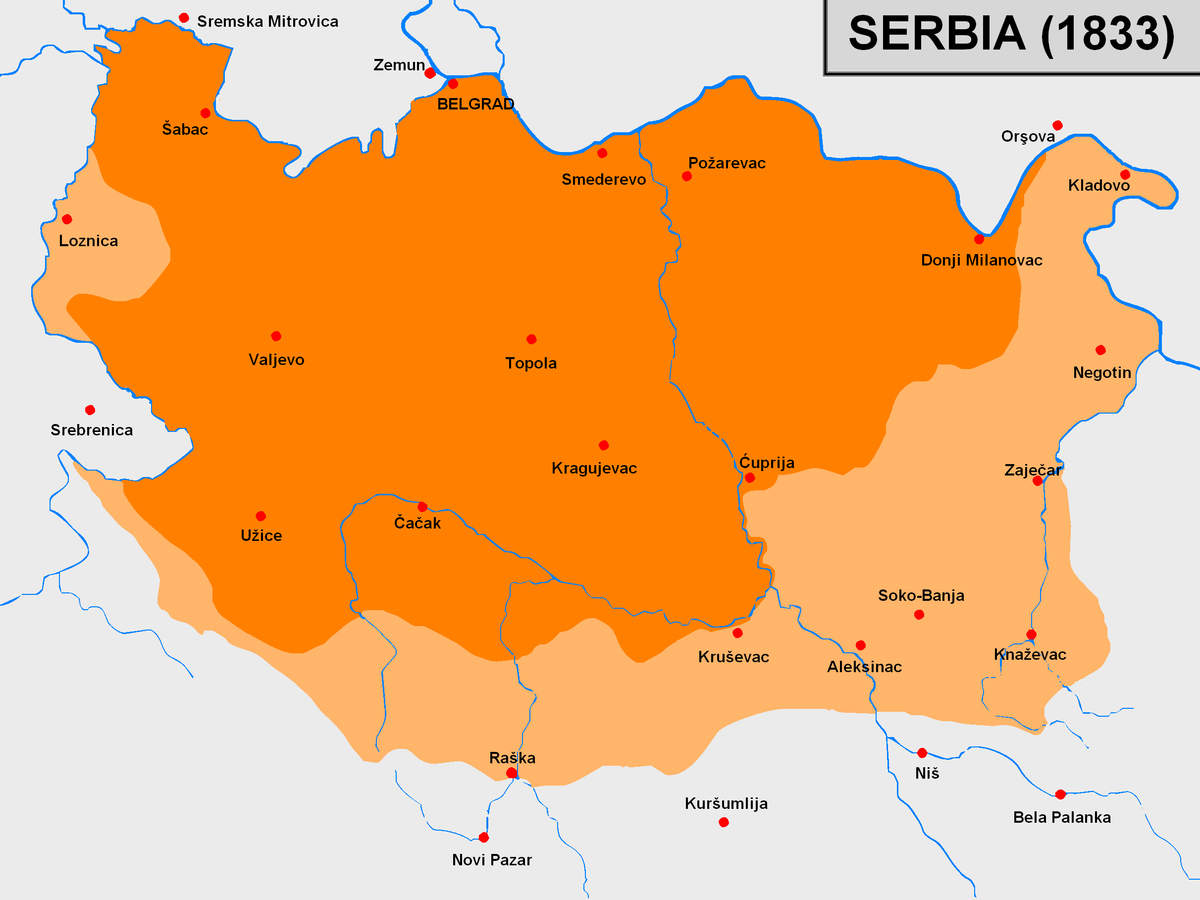 SERBIA (1833)
Sremska Mitrovica
Zemun
BELGRAD
Šabac
Orşova
Požarevac
Smederevo
Kladovo
Loznica
Donji Milanovac
Valjevo
Topola
Negotin
Srebrenica
Ćuprija
Kragujevac
Zaječar
Čačak
Užice
Soko-Banja
Kruševac
Aleksinac
Knaževac
Raška
Niš
Kuršumlija
Bela Palanka
Novi Pazar